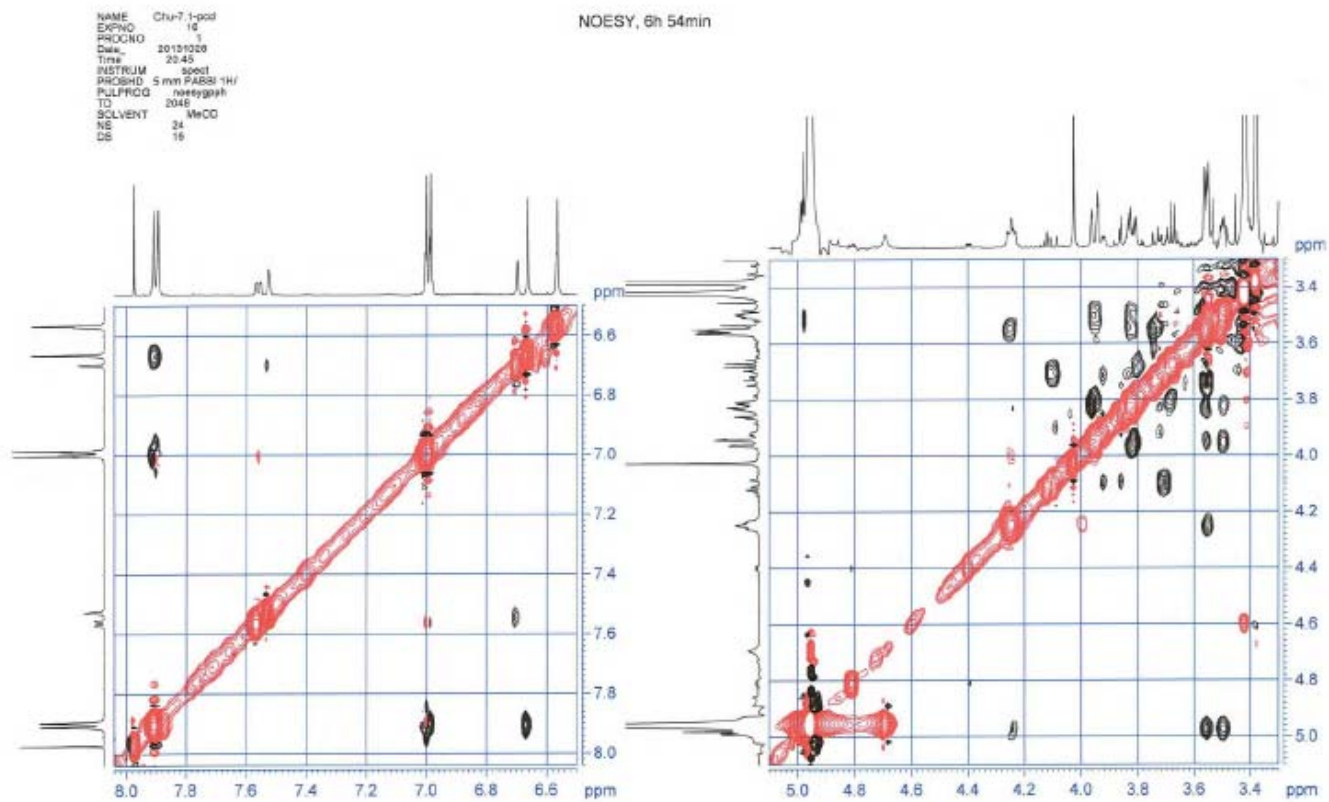 NAME Chu-7.1-pcd
EXPNO 16
PROCNO 1
Date_ 20131026
Time 20.45
INSTRUM spect
PROBHD 5 mm PABBI 1H/
PULPROG noesygpph
TD 2048
SOLVENT MeOD
NS 24
DS 16
NOESY, 6h 54min
ppm
6.6
6.8
7.0
7.2
7.4
7.6
7.8
8.0
8.0 7.8 7.6 7.4 7.2 7.0 6.8 6.6 ppm
ppm
3.4
3.6
3.8
4.0
4.2
4.4
4.6
4.8
5.0
5.0 4.8 4.6 4.4 4.2 4.0 3.8 3.6 3.4 ppm